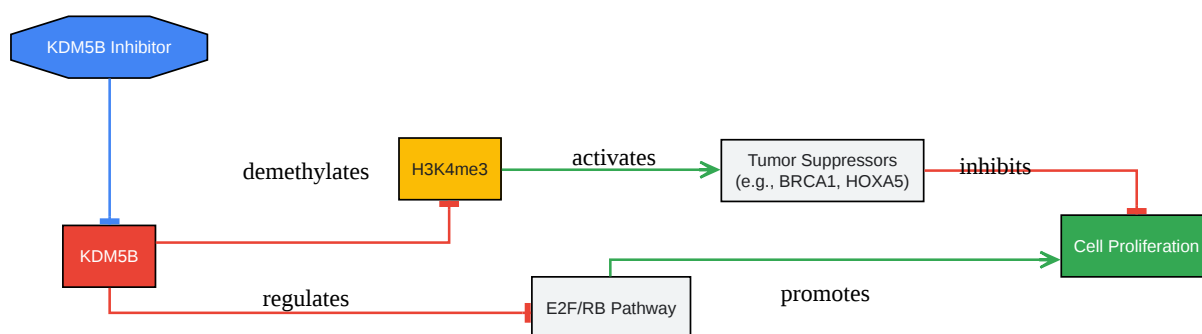 KDM5B Inhibitor
demethylates
H3K4me3
activates
Tumor Suppressors
(e.g., BRCA1, HOXA5)
inhibits
KDM5B
Cell Proliferation
regulates
E2F/RB Pathway
promotes